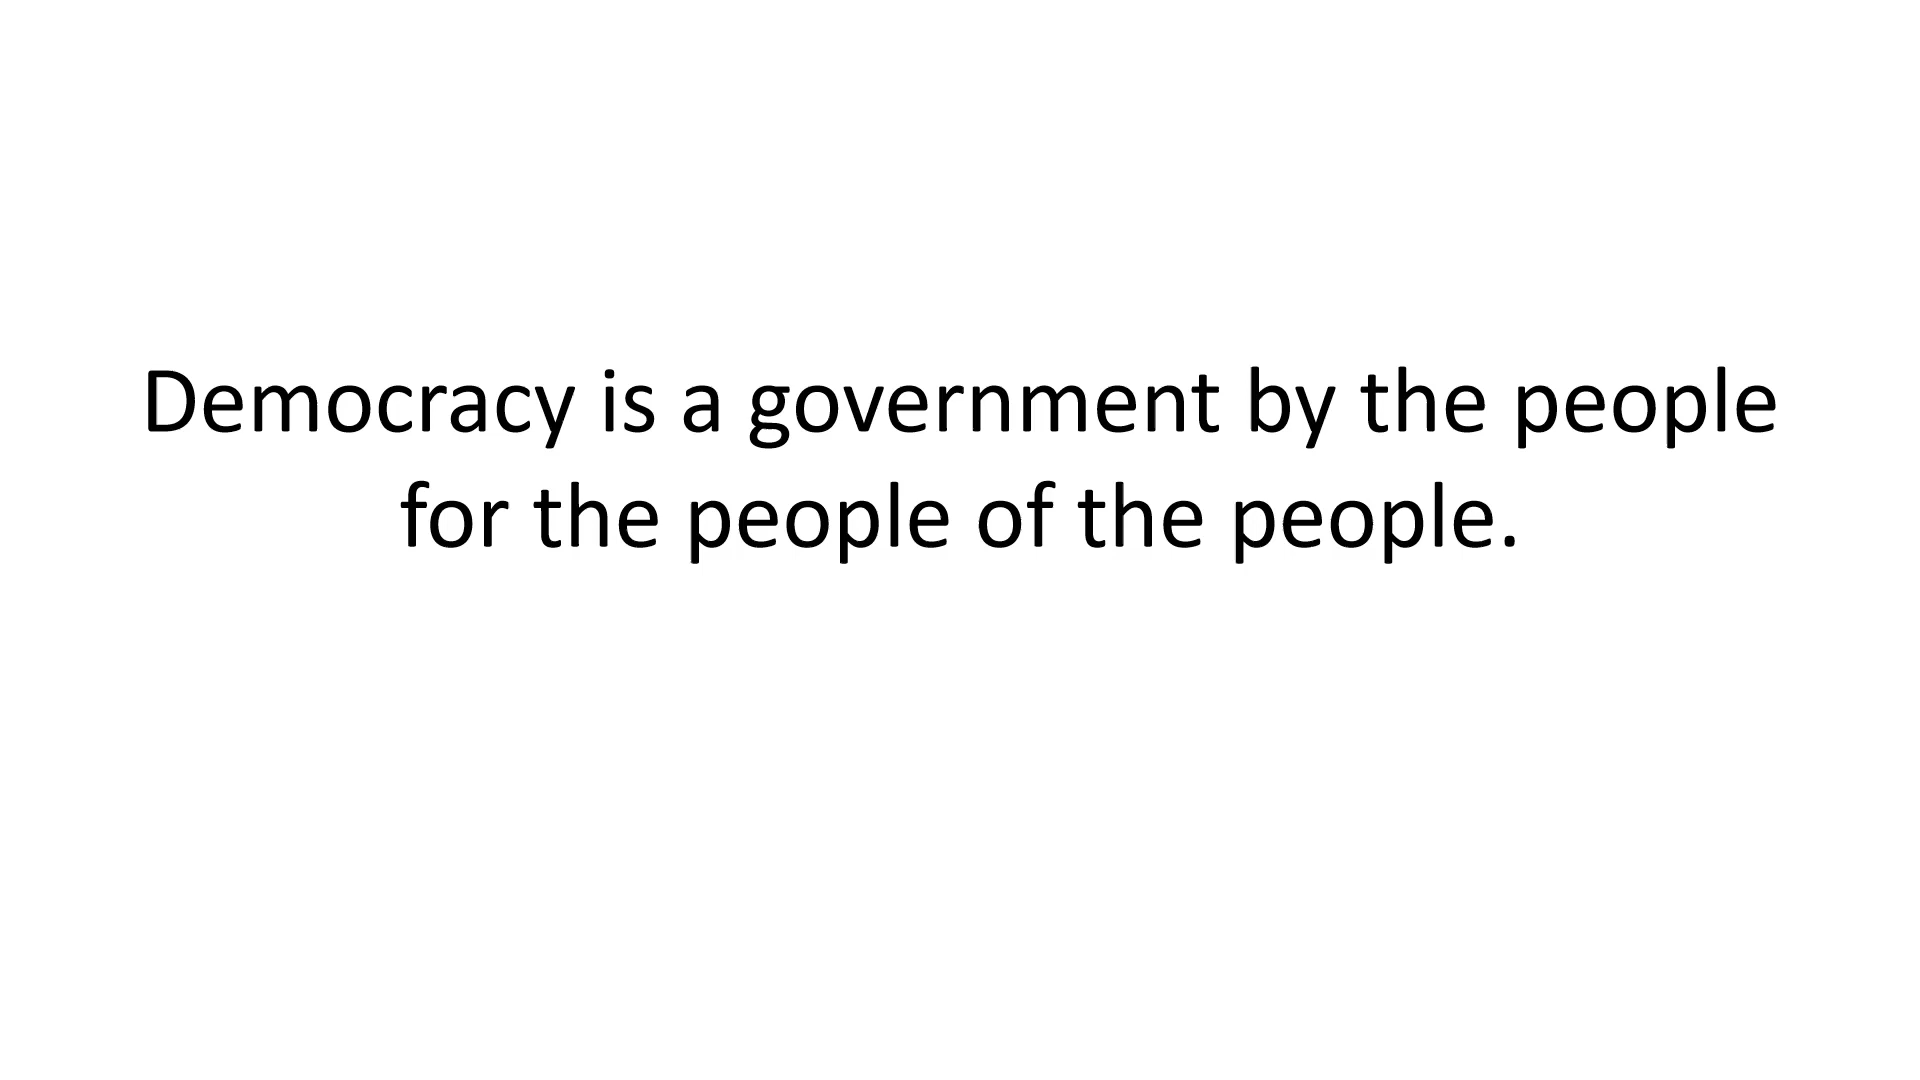 Democracy is a government by the people
for the people of the people.